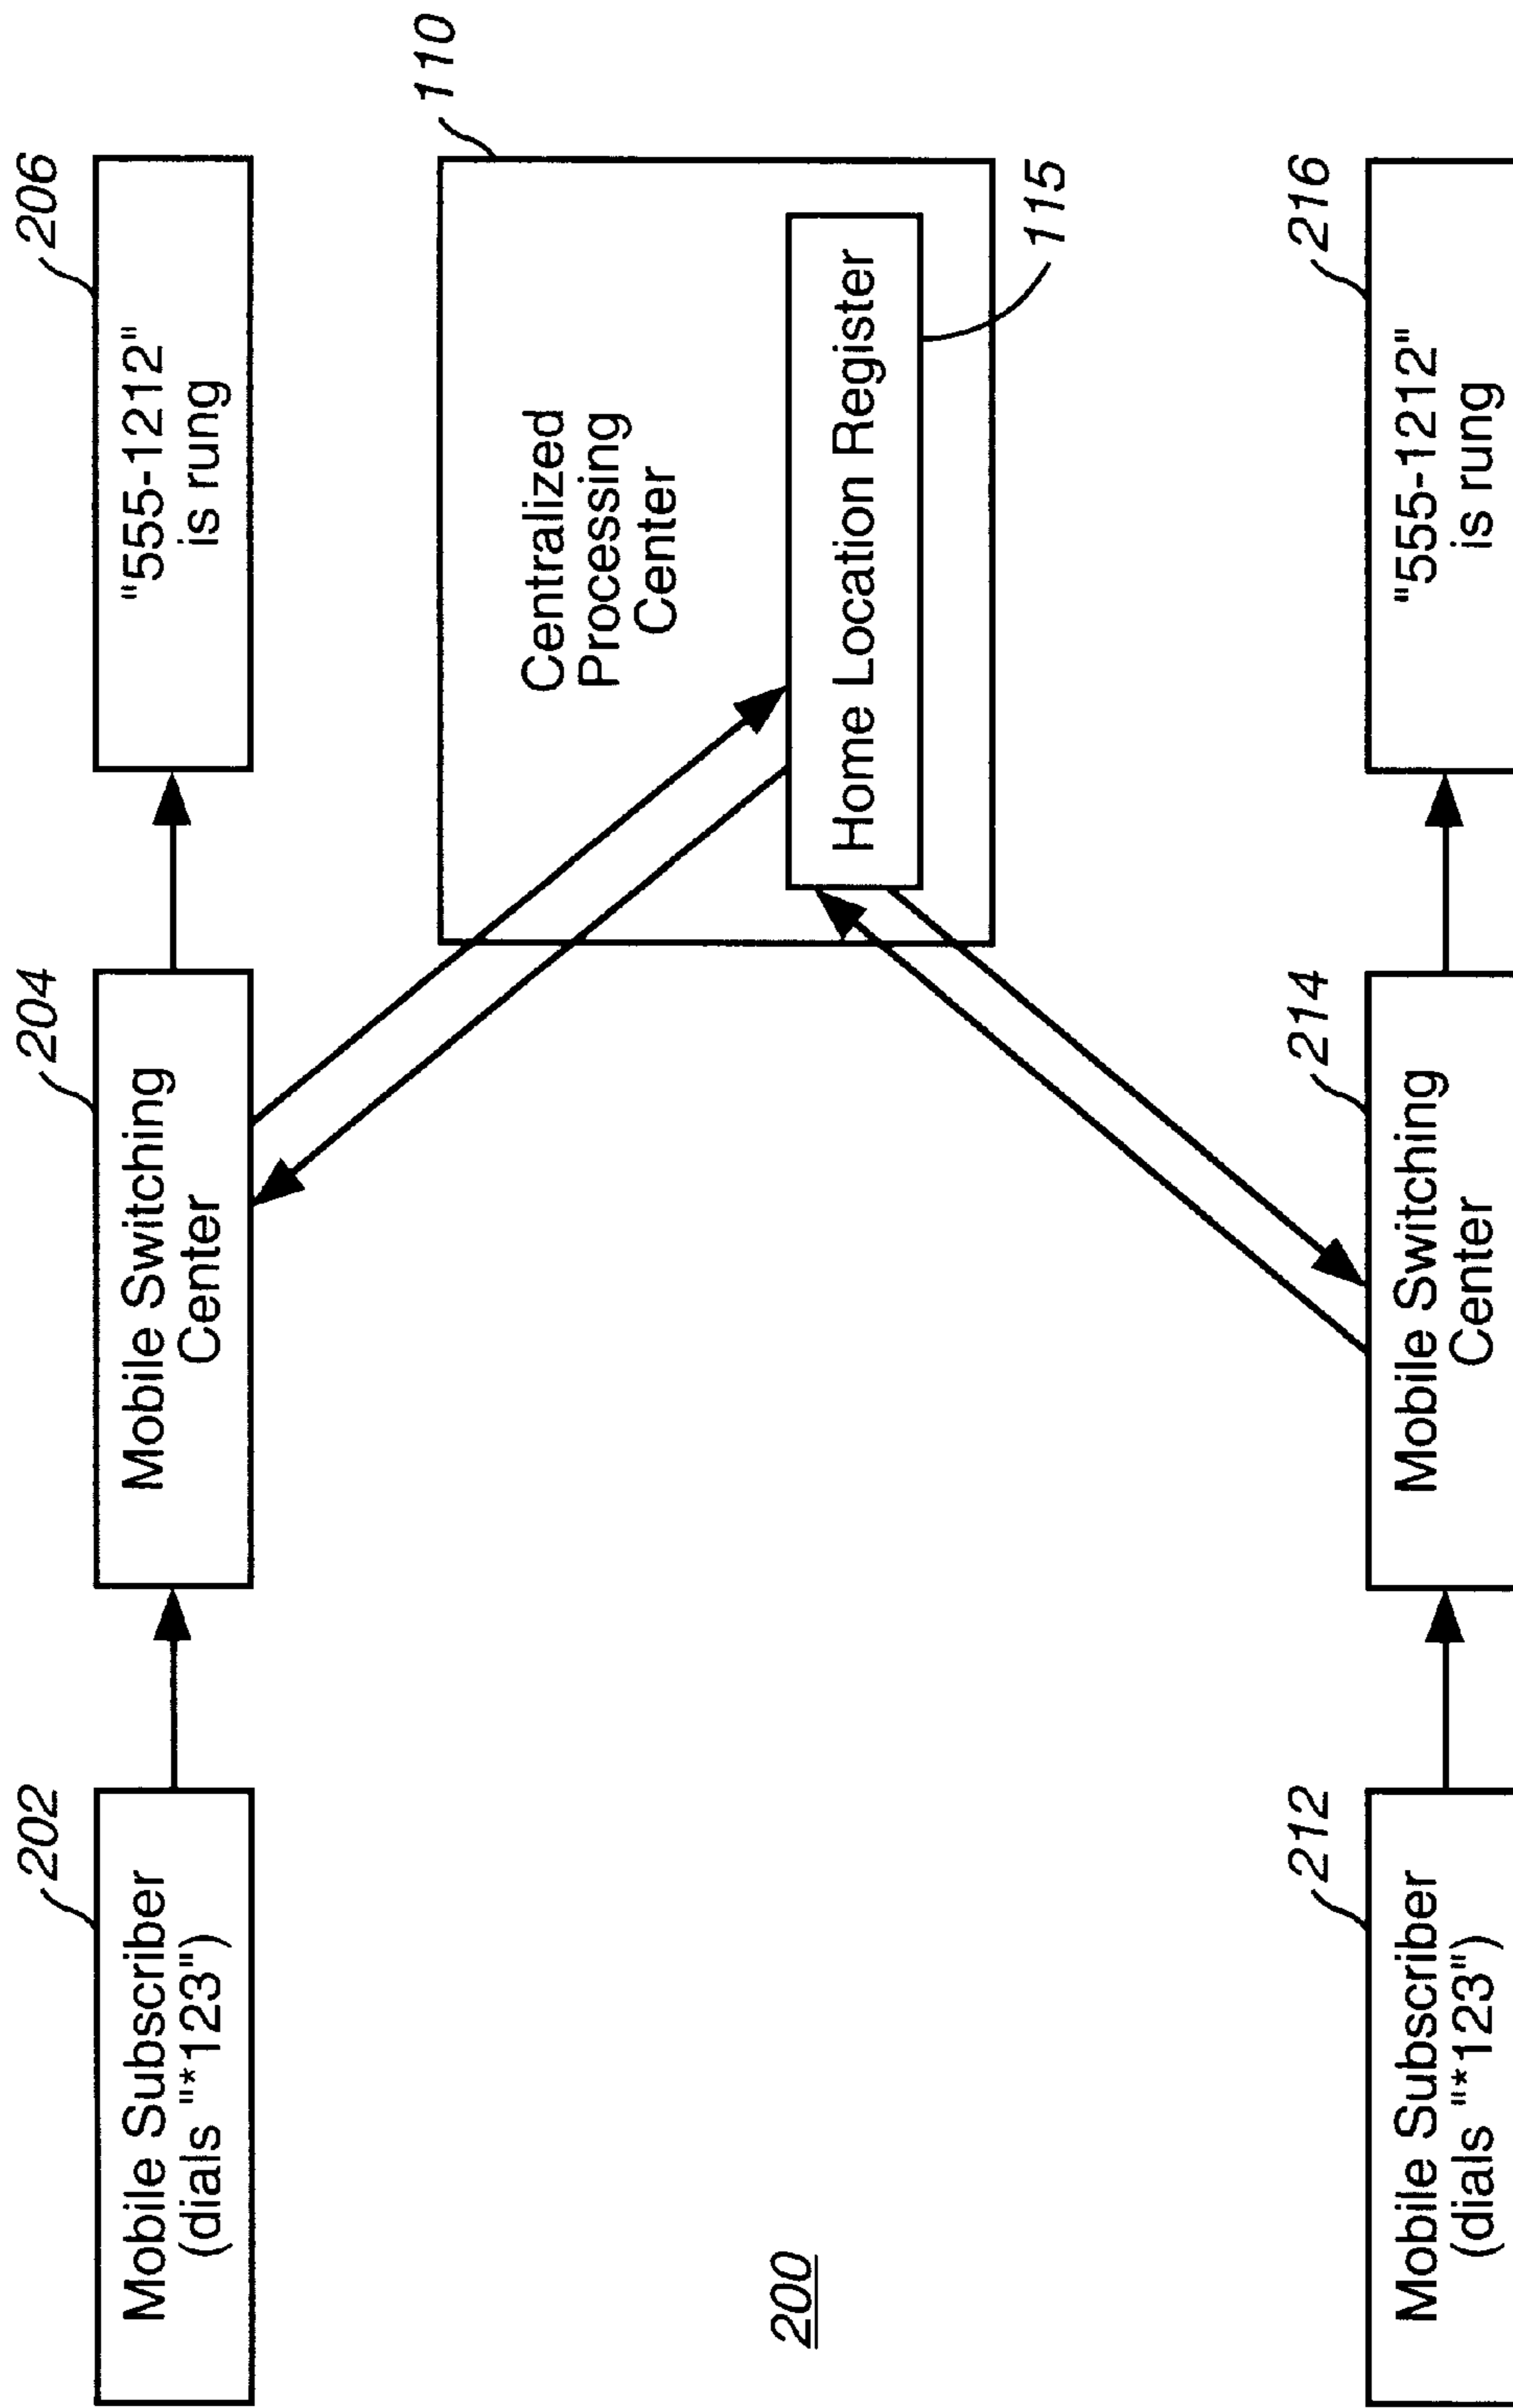 202
Mobile Subscriber
(dials "*123")
204
Mobile Switching
Center
206
"555-1212"
is rung
110
Centralized
Processing
Center
Home Location Register
115
200
212
Mobile Subscriber
(dials "*123")
214
Mobile Switching
Center
216
"555-1212"
is rung